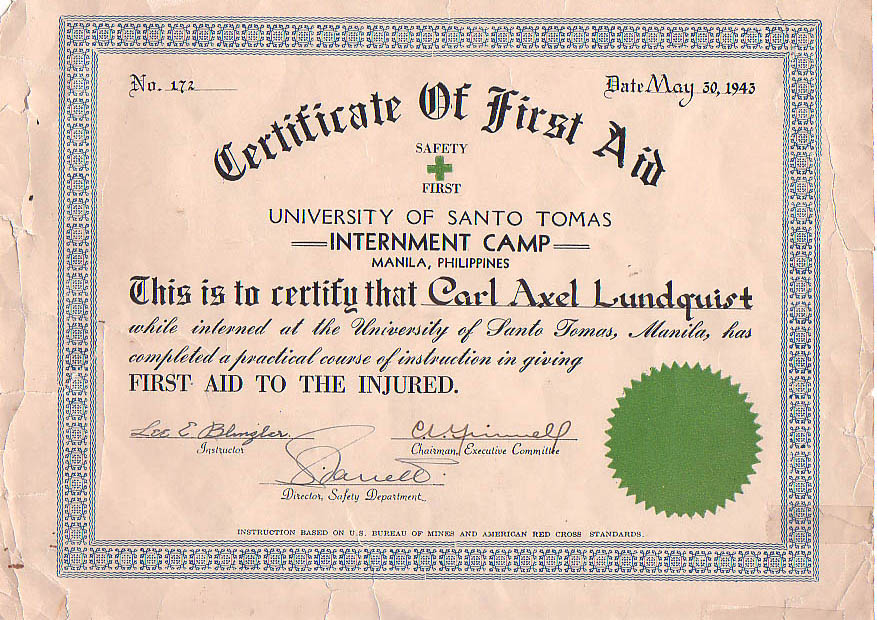 No. 172
Date May 30, 1943
Certificate Of First Aid
SAFETY
FIRST
UNIVERSITY OF SANTO TOMAS
INTERNMENT CAMP
MANILA, PHILIPPINES
This is to certify that Carl Axel Lundquist
while interned at the University of Santo Tomas, Manila, has
completed a practical course of instruction in giving
FIRST AID TO THE INJURED.
Lee E.
Instructor
Chairman, Executive Committe
Director, Safety Department
INSTRUCTION BASED ON U.S. BUREAU OF MINES AND AMERICAN RED CROSS STANDARDS.